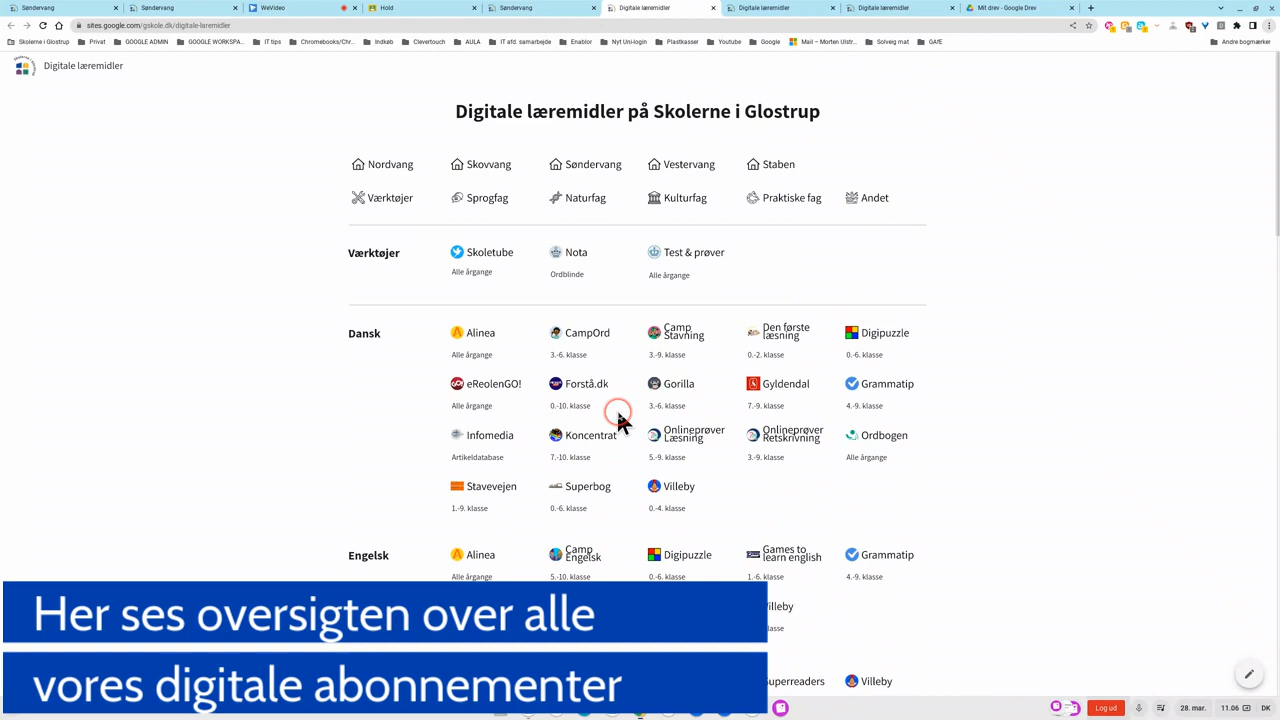 Søndervang
Søndervang
WeVideo
Hold
Søndervang
Digitale læremidler
Digitale læremidler
Digitale læremidler
Mit drev - Google Drev
sites.google.com/gskole.dk/digitale-laremidler
Skolerne i Glostrup
Privat
GOOGLE ADMIN
GOOGLE WORKSPA...
IT tips
Chromebooks/Chr...
Indkøb
Clevertouch
AULA
IT afd. samarbejde
Enablor
Nyt Uni-login
Plastkasser
Youtube
Google
Mail – Morten Ulstr...
Solveig mat
GAfE
Andre bogmærker
Digitale læremidler
Digitale læremidler på Skolerne i Glostrup
Nordvang
Skovvang
Søndervang
Vestervang
Staben
Værktøjer
Sprogfag
Naturfag
Kulturfag
Praktiske fag
Andet
Værktøjer
Skoletube
Nota
Test & prøver
Alle årgange
Ordblinde
Alle årgange
Dansk
Alinea
CampOrd
Camp
Stavning
Den første
læsning
Digipuzzle
Alle årgange
3.-6. klasse
3.-9. klasse
0.-2. klasse
0.-6. klasse
eReolenGO!
Forstå.dk
Gorilla
Gyldendal
Grammatip
Alle årgange
0.-10. klasse
3.-6. klasse
7.-9. klasse
4.-9. klasse
Infomedia
Koncentrat
Onlineprøver
Læsning
Onlineprøver
Retskrivning
Ordbogen
Artikeldatabase
7.-10. klasse
5.-9. klasse
3.-9. klasse
Alle årgange
Stavevejen
Superbog
Villeby
1.-9. klasse
0.-6. klasse
0.-4. klasse
Engelsk
Alinea
Camp
Engelsk
Digipuzzle
Games to
learn english
Grammatip
Alle årgange
5.-10. klasse
0.-6. klasse
1.-6. klasse
4.-9. klasse
Villeby
klasse
Superreaders
Villeby
Her ses oversigten over alle
vores digitale abonnementer
Log ud
28. mar.
11.06
DK